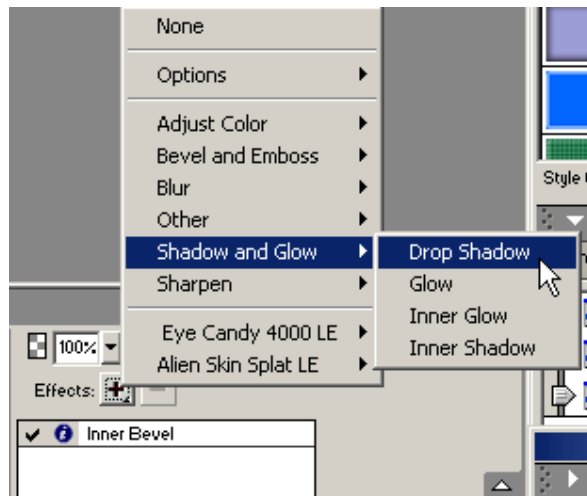 None
Options
Adjust Color
Bevel and Emboss
Blur
Other
Shadow and Glow
Sharpen
Eye Candy 4000 LE
Alien Skin Splat LE
Drop Shadow
Glow
Inner Glow
Inner Shadow
Style
100%
Effects:
Inner Bevel